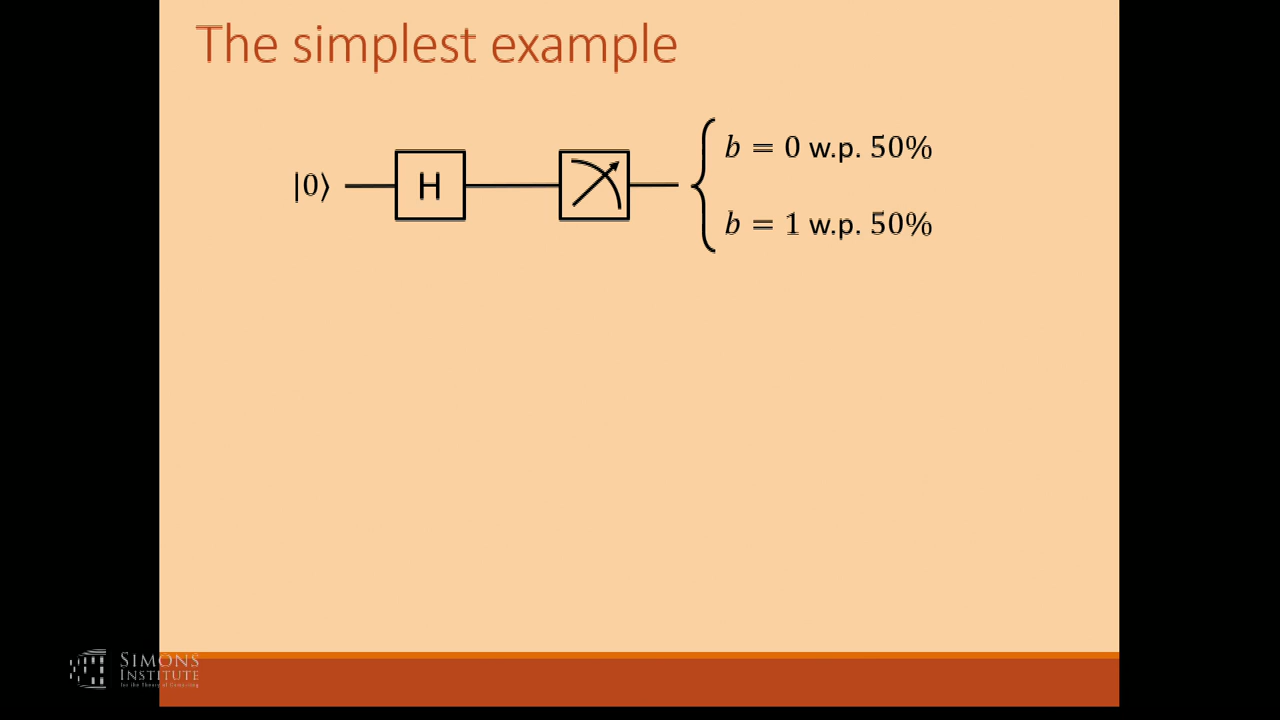 The simplest example
b = 0 w.p. 50%
|0⟩ H
b = 1 w.p. 50%
SIMONS
INSTITUTE
for the Theory of Computing